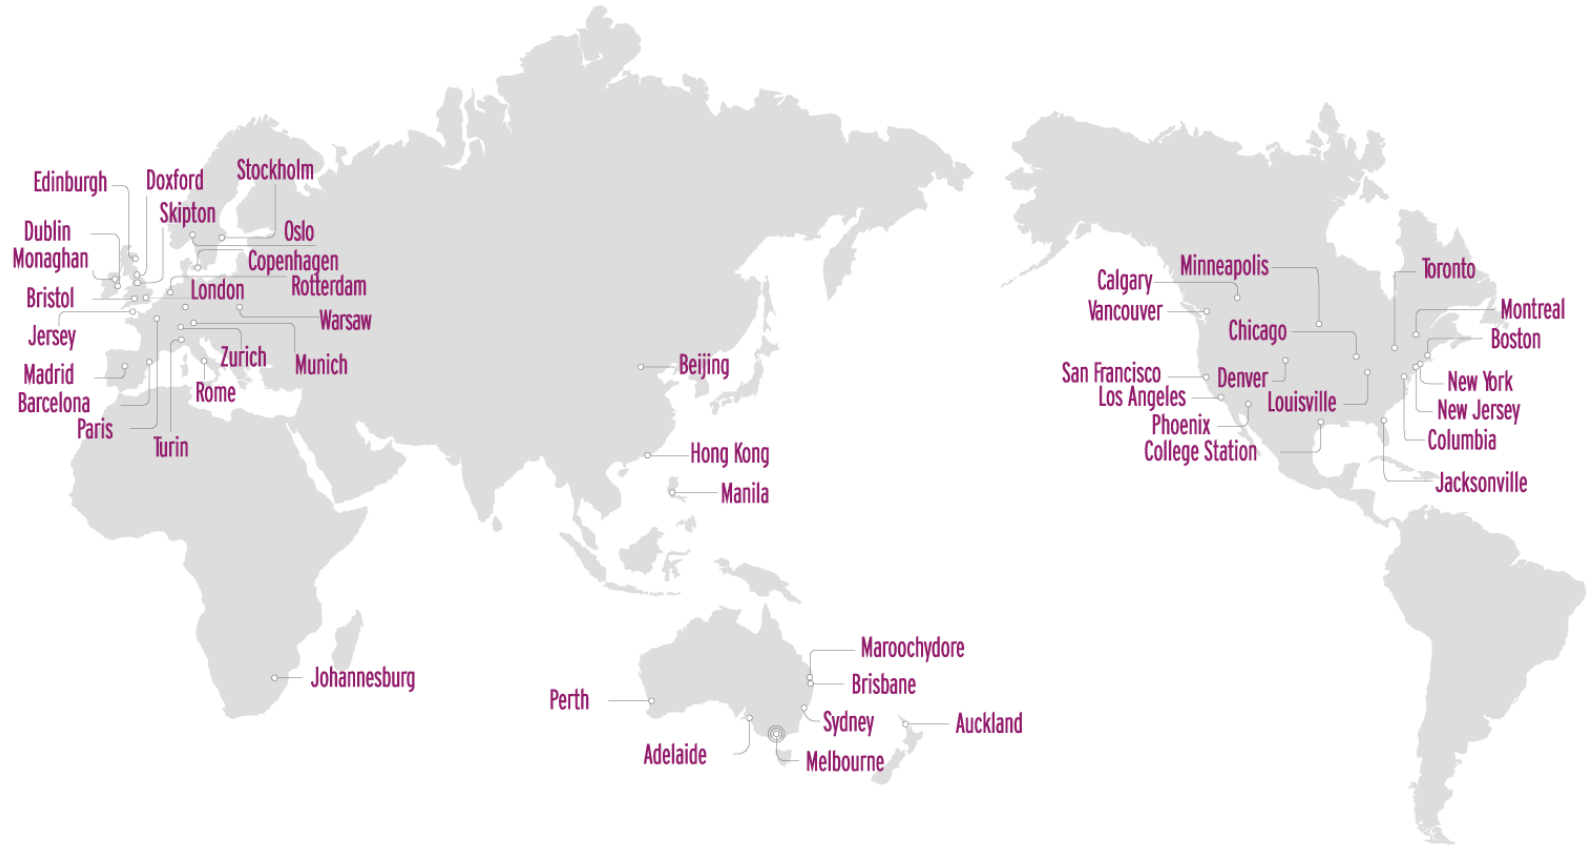 Edinburgh
Doxford
Stockholm
Skipton
Dublin
Oslo
Monaghan
Copenhagen
Bristol
London
Rotterdam
Jersey
Warsaw
Madrid
Zurich
Munich
Barcelona
Rome
Paris
Turin
Beijing
Hong Kong
Manila
Johannesburg
Perth
Maroochydore
Brisbane
Sydney
Auckland
Adelaide
Melbourne
Calgary
Minneapolis
Toronto
Vancouver
Chicago
Montreal
Boston
San Francisco
Denver
New York
Los Angeles
Louisville
New Jersey
Phoenix
Columbia
College Station
Jacksonville